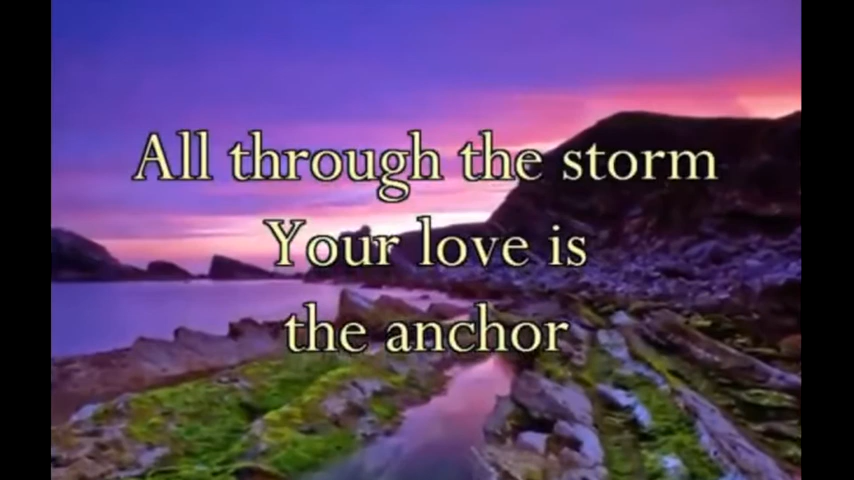 All through the storm
Your love is
the anchor